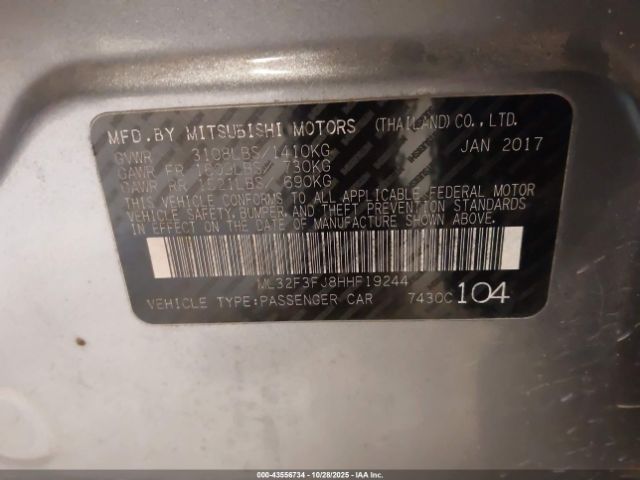 MFD.BY MITSUBISHI MOTORS (THAILAND) CO., LTD.
GVWR 3108LBS/1410KG JAN 2017
GAWR FR 1609LBS/ 730KG
GAWR RR 1521LBS/ 690KG
THIS VEHICLE CONFORMS TO ALL APPLICABLE FEDERAL MOTOR
VEHICLE SAFETY, BUMPER, AND THEFT PREVENTION STANDARDS
IN EFFECT ON THE DATE OF MANUFACTURE SHOWN ABOVE.
ML32F3FJ8HHF19244
VEHICLE TYPE:PASSENGER CAR 7430C 104
000-43556734 | 10/28/2025 | IAAI.com